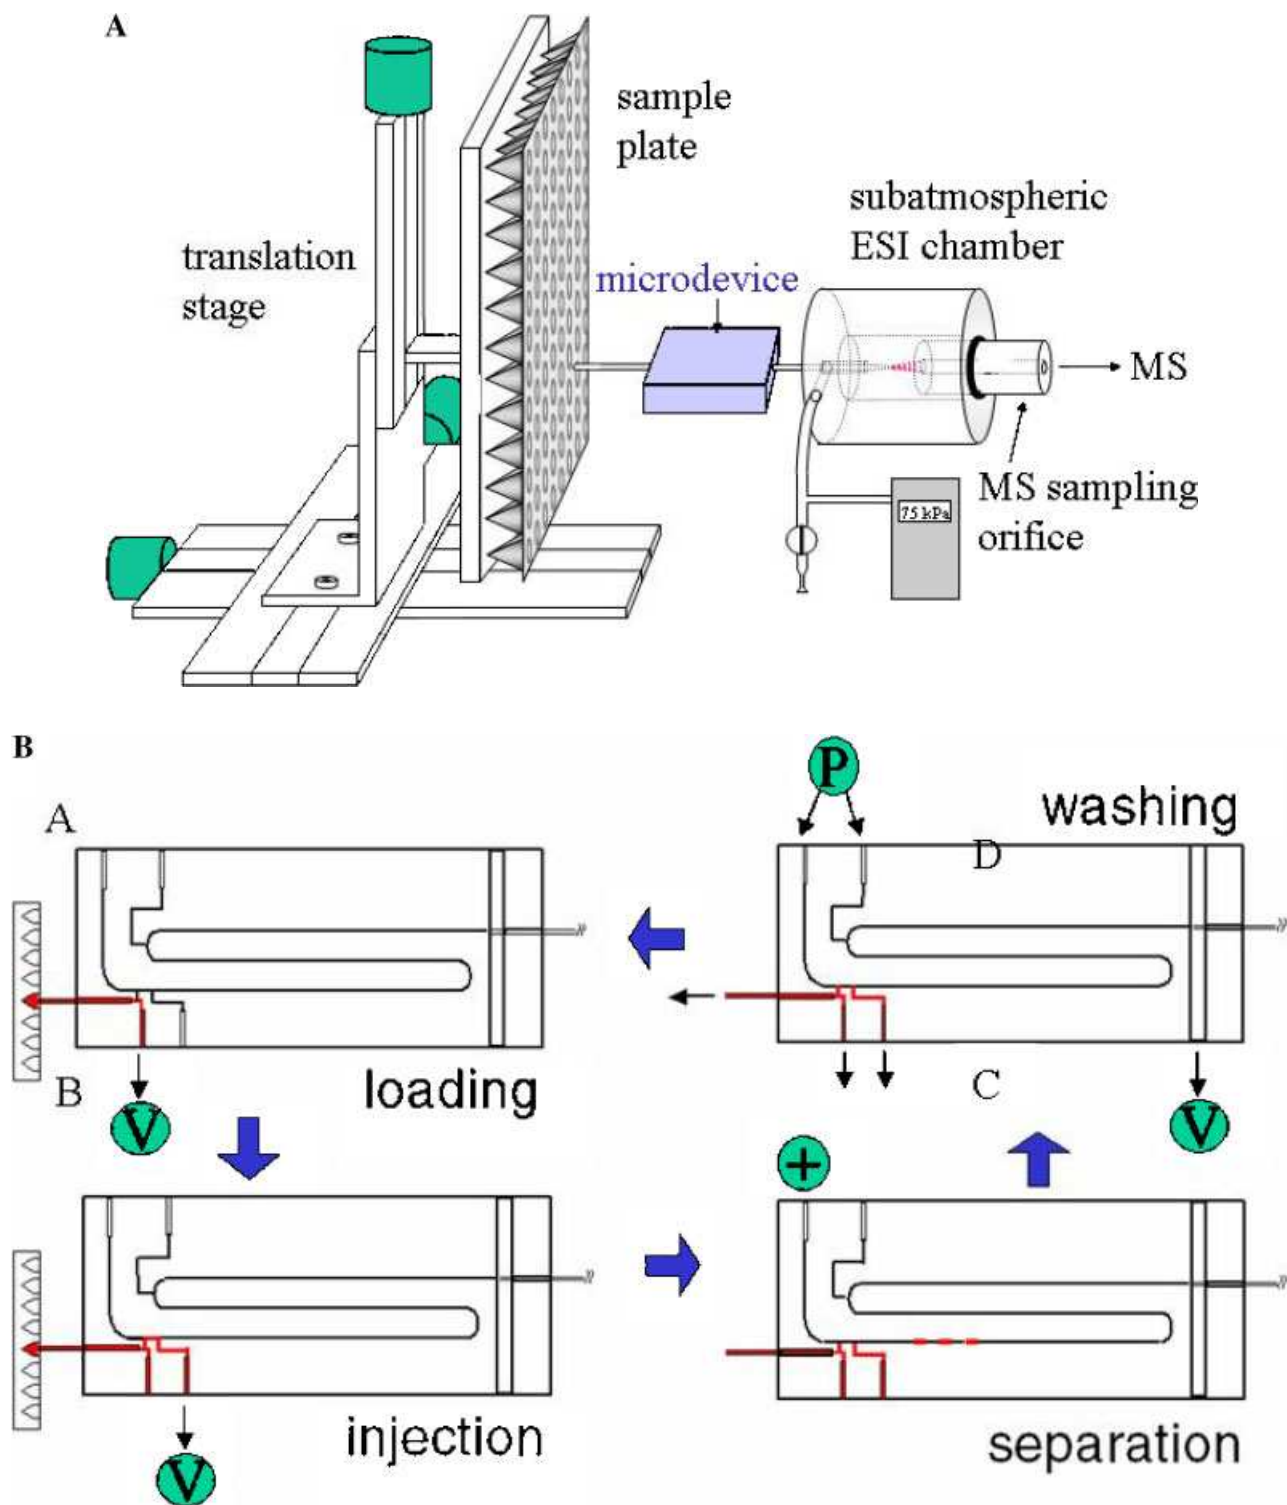 A
sample
plate
subatmospheric
ESI chamber
translation
stage
microdevice
MS
MS sampling
orifice
75 kPa
B
P
washing
A
D
loading
B
C
V
V
+
injection
V
separation